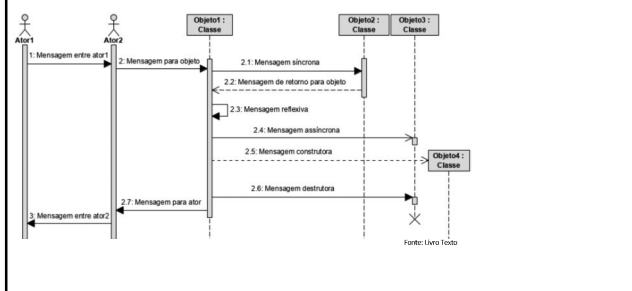 Ator1
Ator2
Objeto1 :
Classe
Objeto2 :
Classe
Objeto3 :
Classe
1: Mensagem entre ator1
2: Mensagem para objeto
2.1: Mensagem síncrona
2.2: Mensagem de retorno para objeto
2.3: Mensagem reflexiva
2.4: Mensagem assíncrona
2.5: Mensagem construtora
Objeto4 :
Classe
2.6: Mensagem destrutora
2.7: Mensagem para ator
3: Mensagem entre ator2
Fonte: Livro Texto